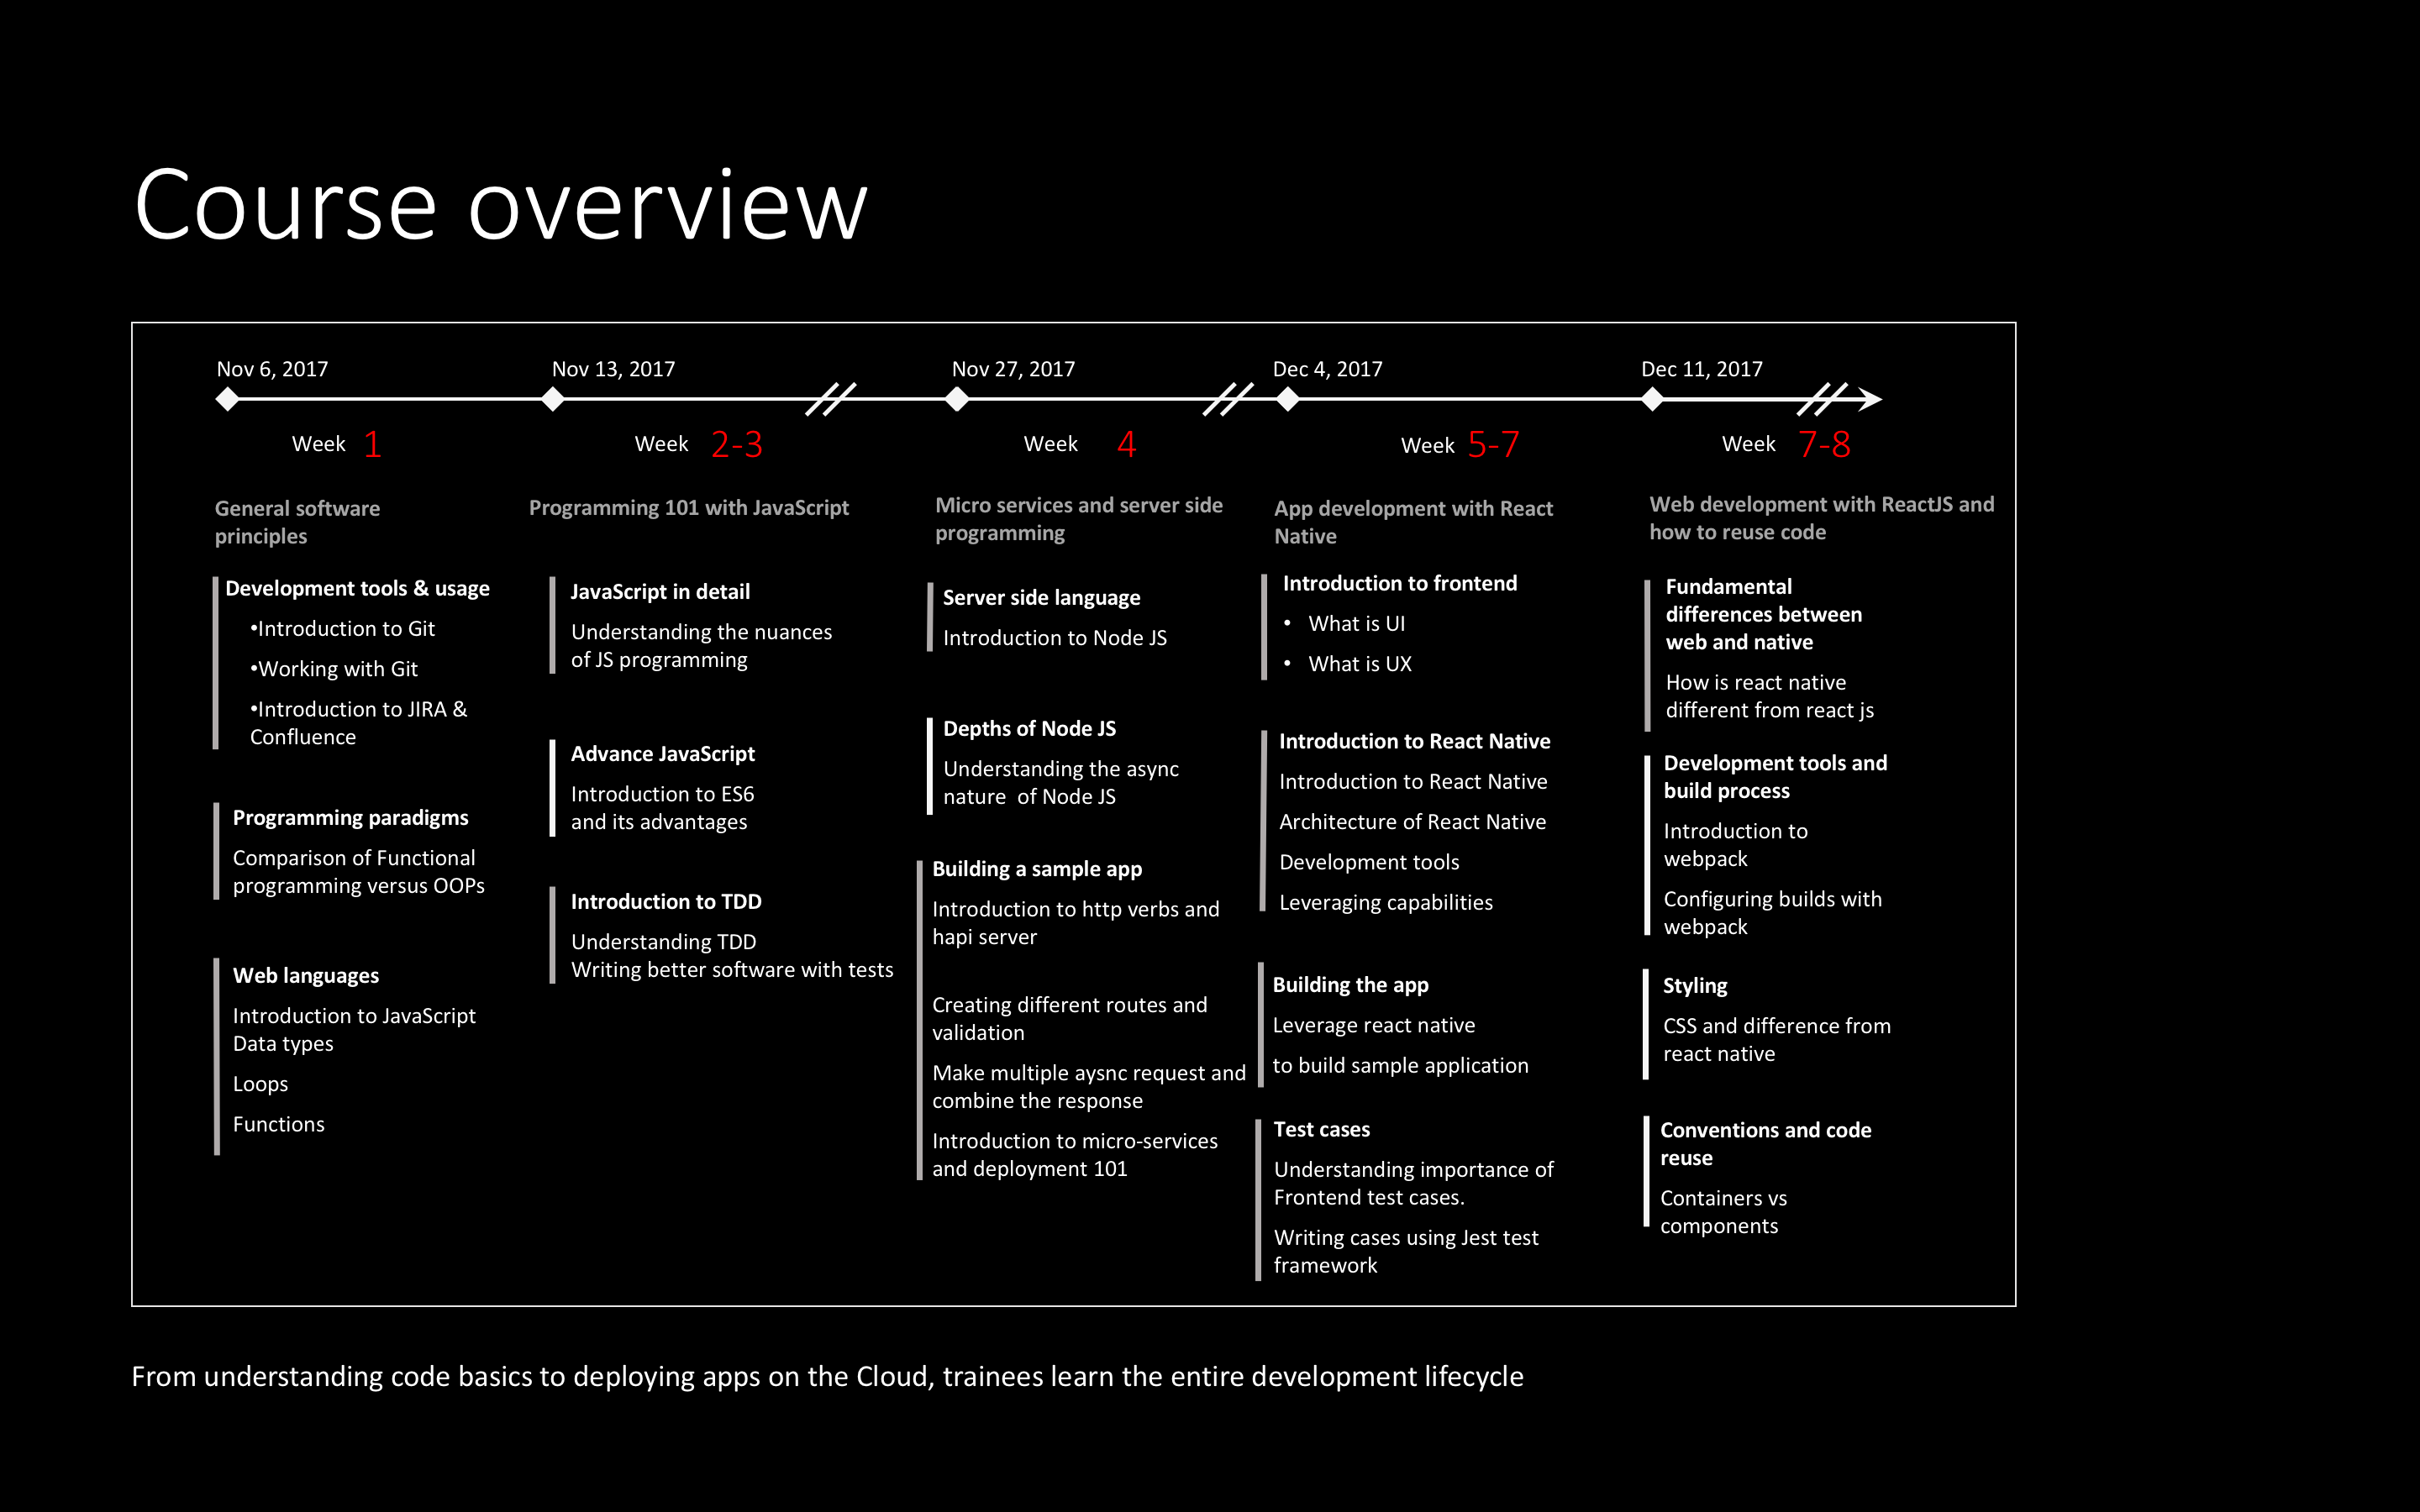 Course overview
Nov 6, 2017
Nov 13, 2017
Nov 27, 2017
Dec 4, 2017
Dec 11, 2017
Week 1
Week 2-3
Week 4
Week 5-7
Week 7-8
General software
principles
Development tools & usage
•Introduction to Git
•Working with Git
•Introduction to JIRA &
Confluence
Programming paradigms
Comparison of Functional
programming versus OOPs
Web languages
Introduction to JavaScript
Data types
Loops
Functions
Programming 101 with JavaScript
JavaScript in detail
Understanding the nuances
of JS programming
Advance JavaScript
Introduction to ES6
and its advantages
Introduction to TDD
Understanding TDD
Writing better software with tests
Micro services and server side
programming
Server side language
Introduction to Node JS
Depths of Node JS
Understanding the async
nature  of Node JS
Building a sample app
Introduction to http verbs and
hapi server
Creating different routes and
validation
Make multiple aysnc request and
combine the response
Introduction to micro-services
and deployment 101
App development with React
Native
Introduction to frontend
• What is UI
• What is UX
Introduction to React Native
Introduction to React Native
Architecture of React Native
Development tools
Leveraging capabilities
Building the app
Leverage react native
to build sample application
Test cases
Understanding importance of
Frontend test cases.
Writing cases using Jest test
framework
Web development with ReactJS and
how to reuse code
Fundamental
differences between
web and native
How is react native
different from react js
Development tools and
build process
Introduction to
webpack
Configuring builds with
webpack
Styling
CSS and difference from
react native
Conventions and code
reuse
Containers vs
components
From understanding code basics to deploying apps on the Cloud, trainees learn the entire development lifecycle